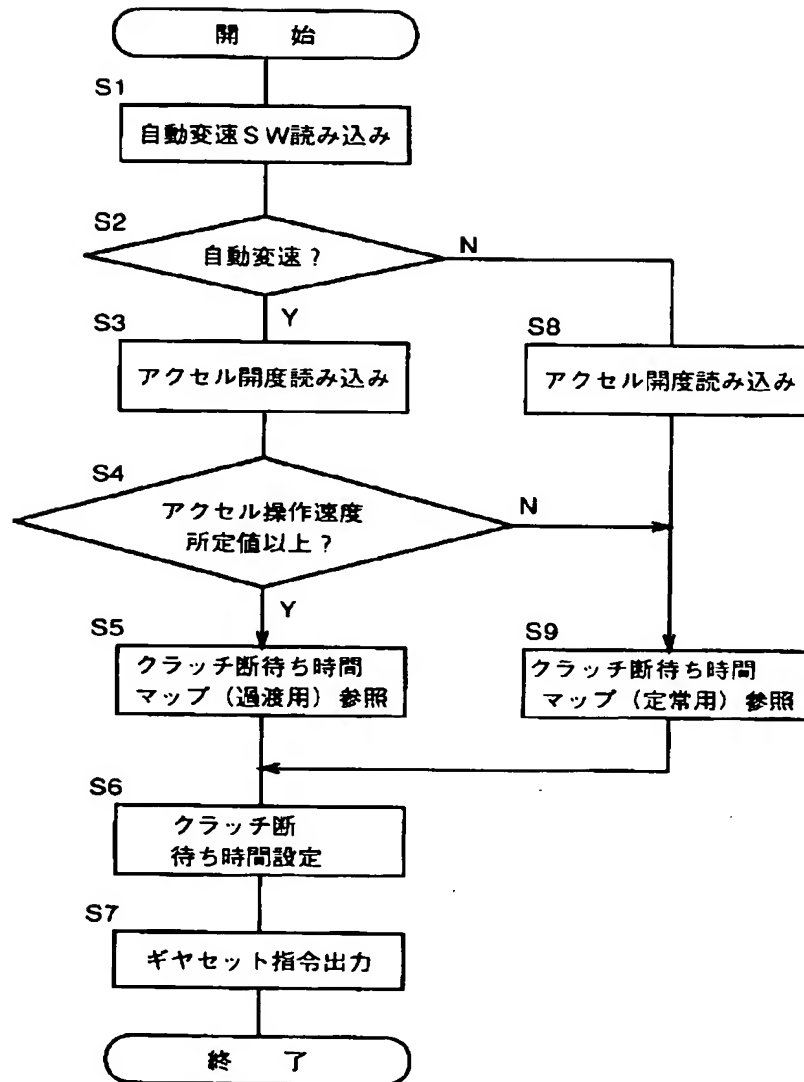 開 始
S1
自動変速SW読み込み
S2
自動変速?
N
Y
S3
アクセル開度読み込み
S8
アクセル開度読み込み
S4
アクセル操作速度
所定値以上?
N
Y
S5
クラッチ断待ち時間
マップ(過渡用)参照
S9
クラッチ断待ち時間
マップ(定常用)参照
S6
クラッチ断
待ち時間設定
S7
ギヤセット指令出力
終 了